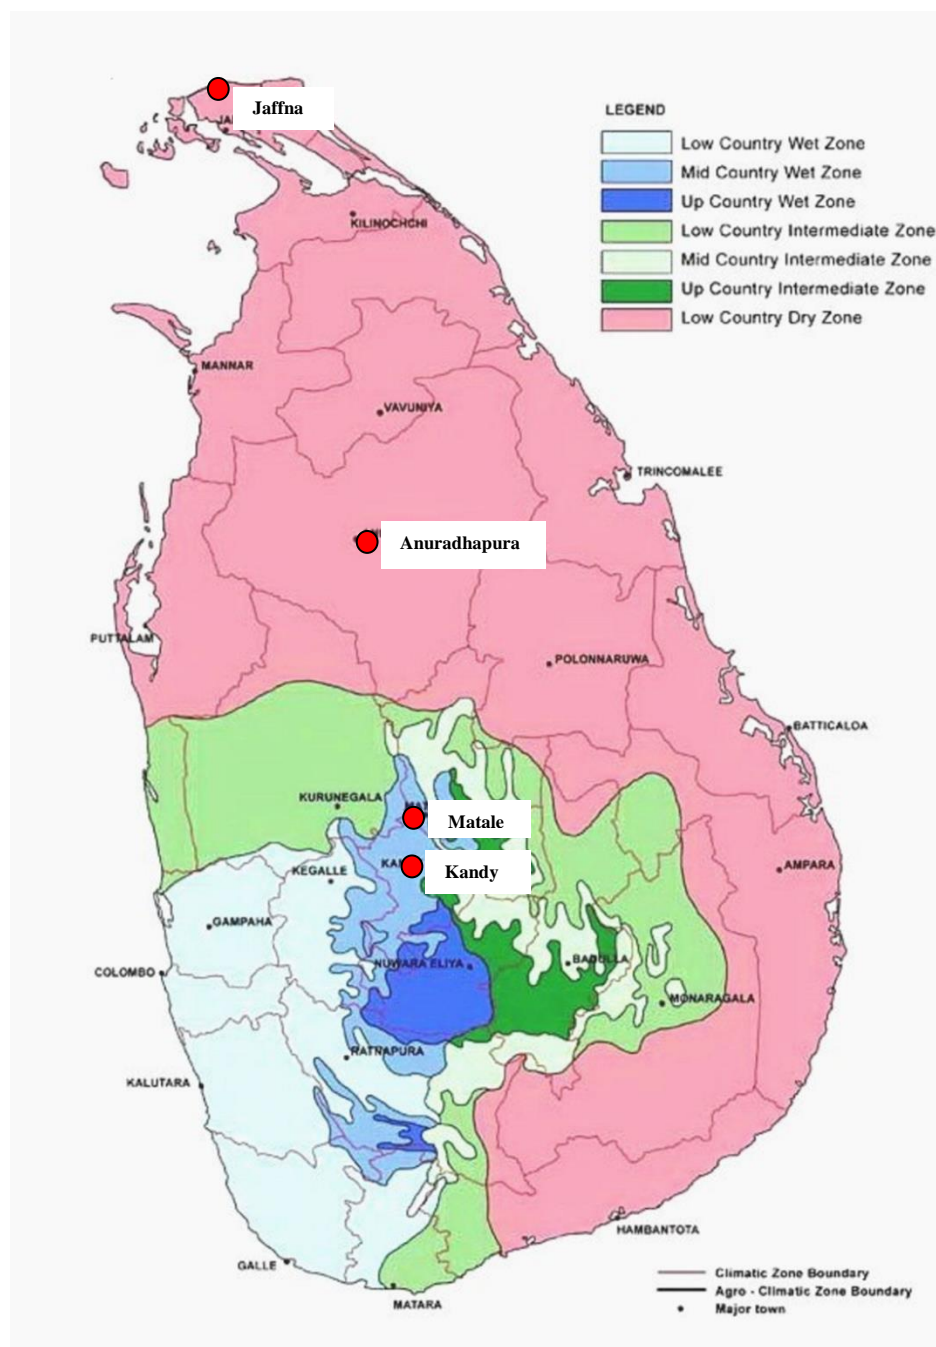 Jaffna
LEGEND
Low Country Wet Zone
Mid Country Wet Zone
Up Country Wet Zone
Low Country Intermediate Zone
Mid Country Intermediate Zone
Up Country Intermediate Zone
Low Country Dry Zone
KILINOCHCHI
MANNAR
VAVUNIYA
TRINCOMALEE
Anuradhapura
PUTTALAM
POLONNARUWA
BATTICALOA
KURUNEGALA
Matale
KEGALLE
Kandy
AMPARA
GAMPAHA
COLOMBO
NUWARA ELIYA
BADULLA
MONARAGALA
RATNAPURA
KALUTARA
HAMBANTOTA
GALLE
MATARA
Climatic Zone Boundary
Agro - Climatic Zone Boundary
Major town